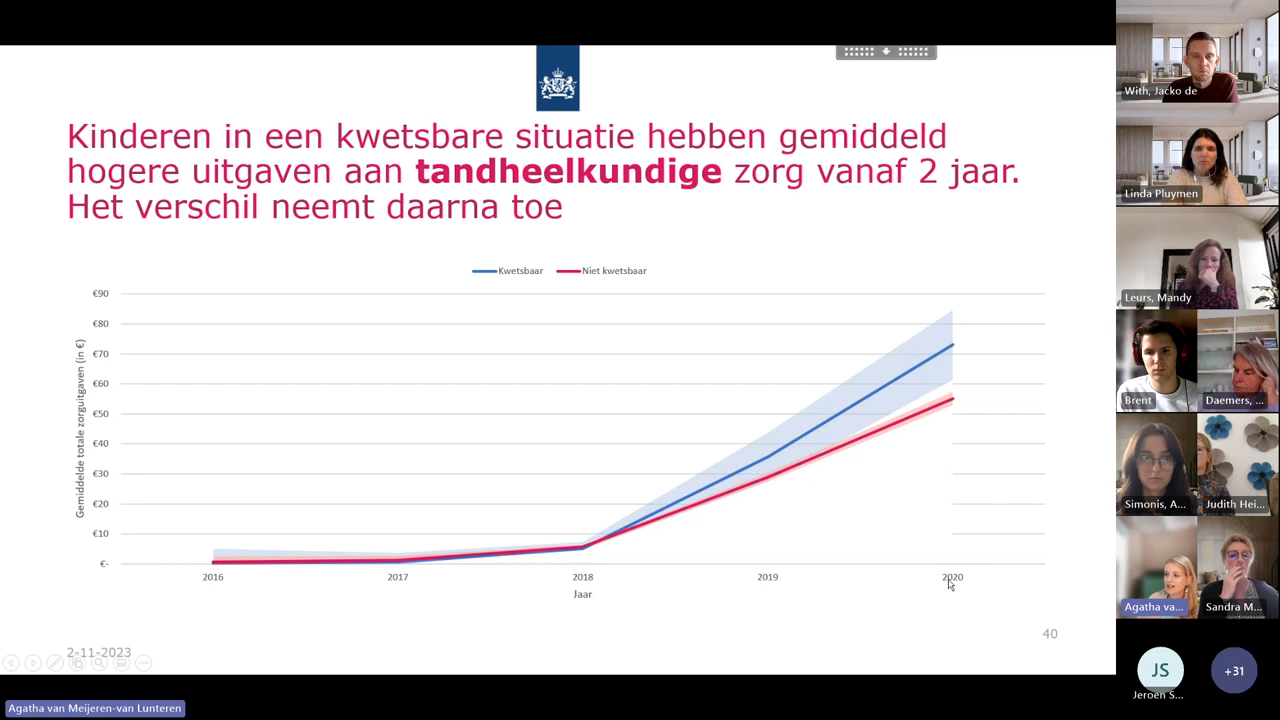 Kinderen in een kwetsbare situatie hebben gemiddeld
hogere uitgaven aan tandheelkundige zorg vanaf 2 jaar.
Het verschil neemt daarna toe
Kwetsbaar
Niet kwetsbaar
Gemiddelde totale zorguitgaven (in €)
€90
€80
€70
€60
€50
€40
€30
€20
€10
€-
2016
2017
2018
2019
2020
Jaar
2-11-2023
40
Agatha van Meijeren-van Lunteren
With, Jacko de
Linda Pluymen
Leurs, Mandy
Brent
Daemers, ...
Simonis, A...
Judith Hei...
Agatha va...
Sandra M...
JS
Jeroen S...
+31